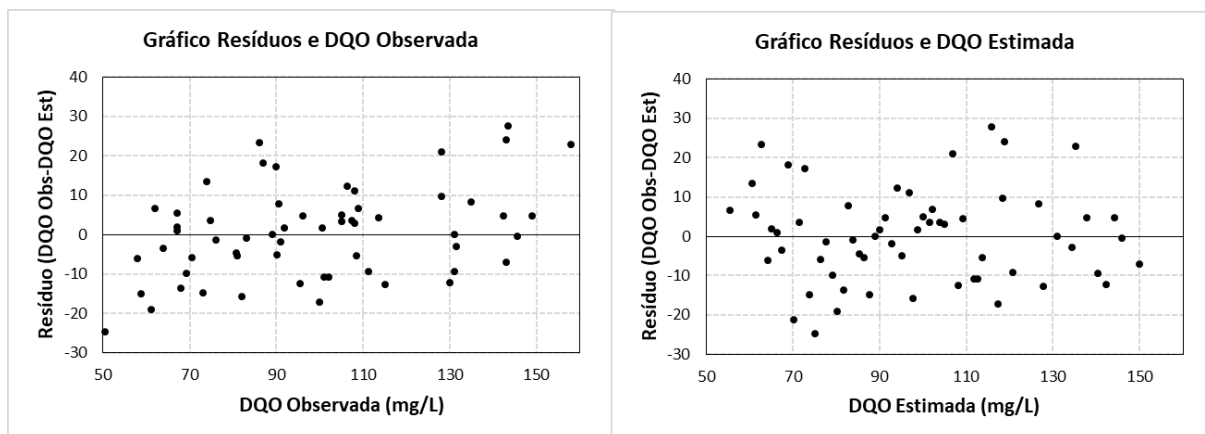 Gráfico Resíduos e DQO Observada
Resíduo (DQO Obs-DQO Est)
40
30
20
10
0
-10
-20
-30
50 70 90 110 130 150
DQO Observada (mg/L)
Gráfico Resíduos e DQO Estimada
Resíduo (DQO Obs-DQO Est)
40
30
20
10
0
-10
-20
-30
50 70 90 110 130 150
DQO Estimada (mg/L)